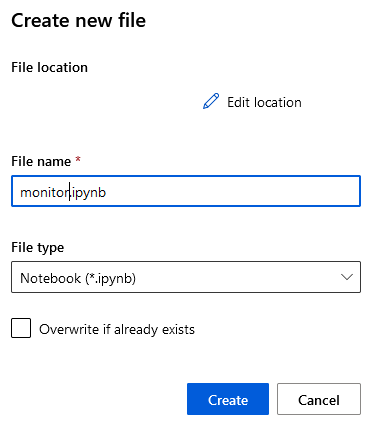 Create new file
File location
Edit location
File name *
monitor.ipynb
File type
Notebook (*.ipynb)
Overwrite if already exists
Create Cancel